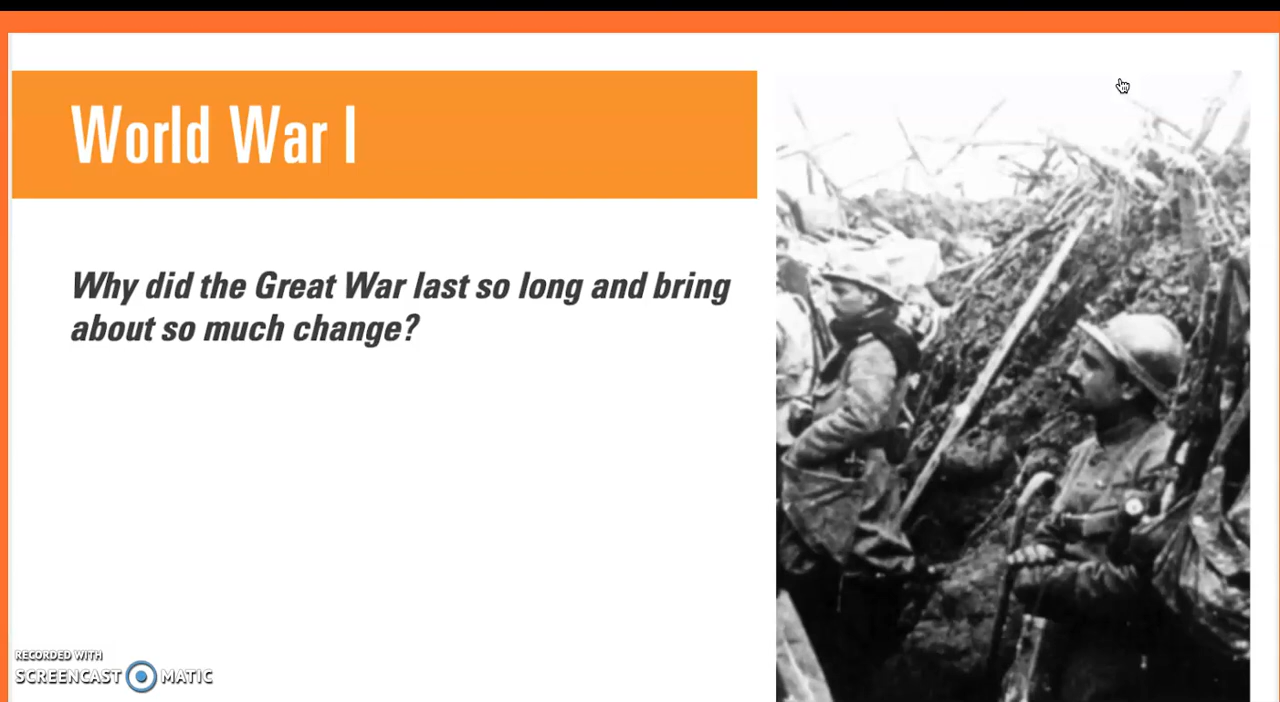 World War I
Why did the Great War last so long and bring
about so much change?
RECORDED WITH
SCREENCAST MATIC